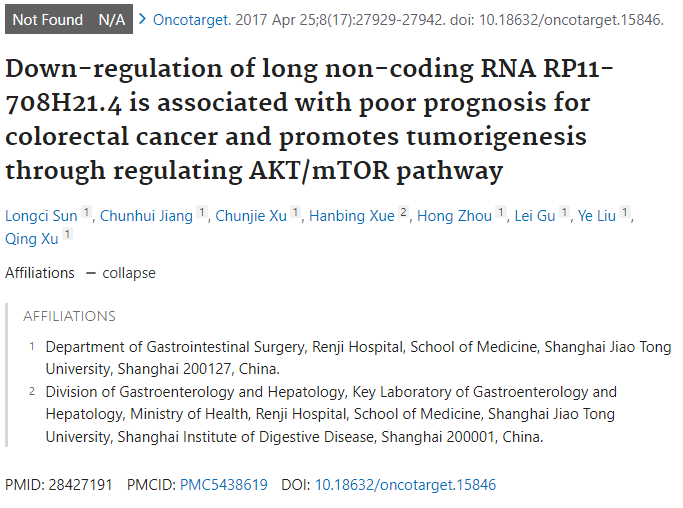 Not Found N/A > Oncotarget. 2017 Apr 25;8(17):27929-27942. doi: 10.18632/oncotarget.15846.
Down-regulation of long non-coding RNA RP11-
708H21.4 is associated with poor prognosis for
colorectal cancer and promotes tumorigenesis
through regulating AKT/mTOR pathway
Longci Sun 1, Chunhui Jiang 1, Chunjie Xu 1, Hanbing Xue 2, Hong Zhou 1, Lei Gu 1, Ye Liu 1,
Qing Xu 1
Affiliations — collapse
AFFILIATIONS
1 Department of Gastrointestinal Surgery, Renji Hospital, School of Medicine, Shanghai Jiao Tong
University, Shanghai 200127, China.
2 Division of Gastroenterology and Hepatology, Key Laboratory of Gastroenterology and
Hepatology, Ministry of Health, Renji Hospital, School of Medicine, Shanghai Jiao Tong
University, Shanghai Institute of Digestive Disease, Shanghai 200001, China.
PMID: 28427191 PMCID: PMC5438619 DOI: 10.18632/oncotarget.15846